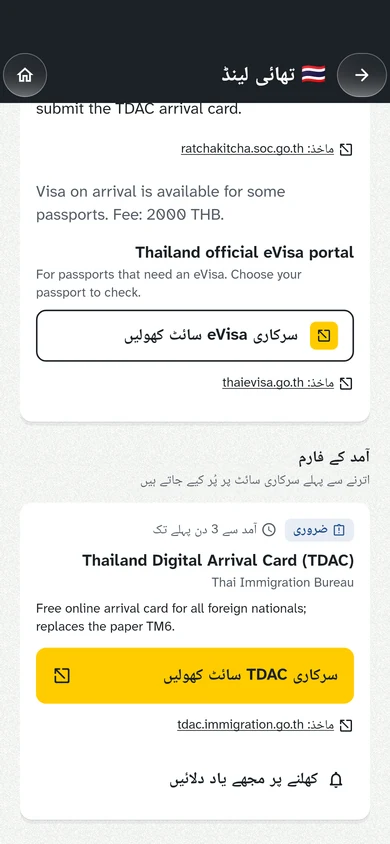 🇹🇭 تھائی لینڈ
submit the TDAC arrival card.
ماخذ: ratchakitcha.soc.go.th
Visa on arrival is available for some
passports. Fee: 2000 THB.
Thailand official eVisa portal
For passports that need an eVisa. Choose your
passport to check.
سرکاری eVisa سائٹ کھولیں
ماخذ: thaievisa.go.th
آمد کے فارم
اترنے سے پہلے سرکاری سائٹ پر پُر کیے جاتے ہیں
ضروری آمد سے 3 دن پہلے تک
Thailand Digital Arrival Card (TDAC)
Thai Immigration Bureau
Free online arrival card for all foreign nationals;
replaces the paper TM6.
سرکاری TDAC سائٹ کھولیں
ماخذ: tdac.immigration.go.th
کھلنے پر مجھے یاد دلائیں